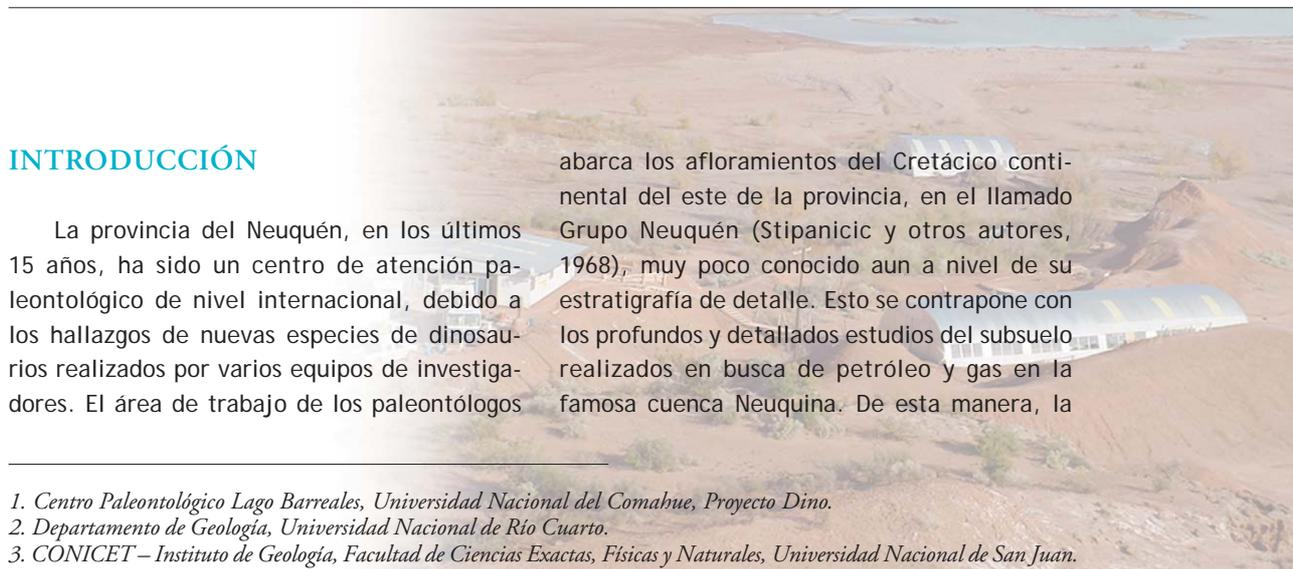 INTRODUCCIÓN
La provincia del Neuquén, en los últimos
15 años, ha sido un centro de atención pa-
leontológico de nivel internacional, debido a
los hallazgos de nuevas especies de dinosau-
rios realizados por varios equipos de investiga-
dores. El área de trabajo de los paleontólogos
abarca los afloramientos del Cretácico conti-
nental del este de la provincia, en el llamado
Grupo Neuquén (Stipanicic y otros autores,
1968), muy poco conocido aun a nivel de su
estratigrafía de detalle. Esto se contrapone con
los profundos y detallados estudios del subsuelo
realizados en busca de petróleo y gas en la
famosa cuenca Neuquina. De esta manera, la
1. Centro Paleontológico Lago Barreales, Universidad Nacional del Comahue, Proyecto Dino.
2. Departamento de Geología, Universidad Nacional de Río Cuarto.
3. CONICET – Instituto de Geología, Facultad de Ciencias Exactas, Físicas y Naturales, Universidad Nacional de San Juan.